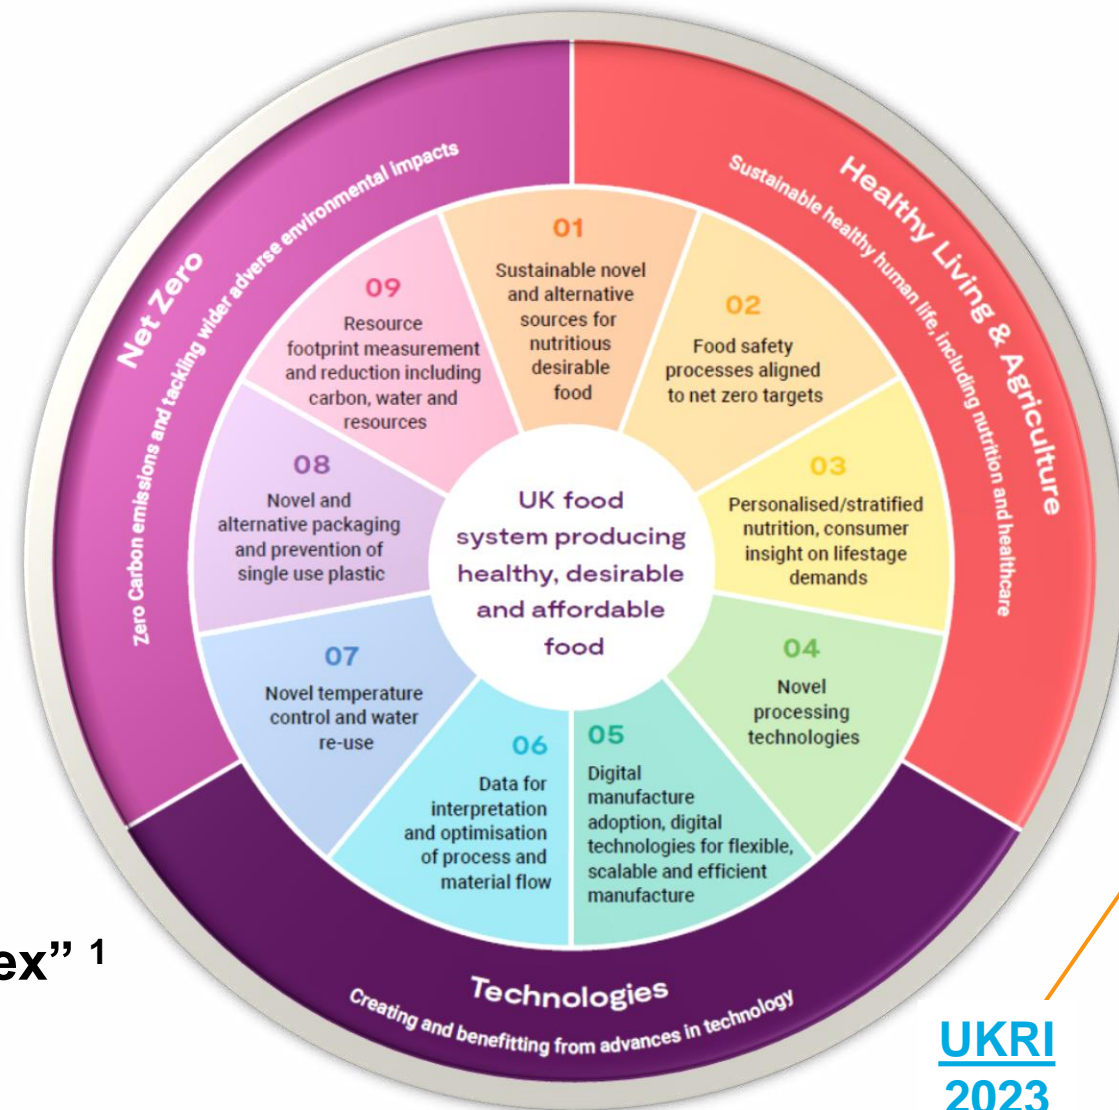 Net Zero
Zero Carbon emissions and tackling wider adverse environmental impacts
Healthy Living & Agriculture
Sustainable healthy human life, including nutrition and healthcare
01
Sustainable novel
and alternative
sources for
nutritious
desirable
food
02
Food safety
processes aligned
to net zero targets
03
Personalised/stratified
nutrition, consumer
insight on lifestage
demands
04
Novel
processing
technologies
05
Digital
manufacture
adoption, digital
technologies for flexible,
scalable and efficient
manufacture
06
Data for
interpretation
and optimisation
of process and
material flow
07
Novel temperature
control and water
re-use
08
Novel and
alternative packaging
and prevention of
single use plastic
09
Resource
footprint measurement
and reduction including
carbon, water and
resources
UK food
system producing
healthy, desirable
and affordable
food
Technologies
Creating and benefitting from advances in technology
ex” 1
UKRI
2023